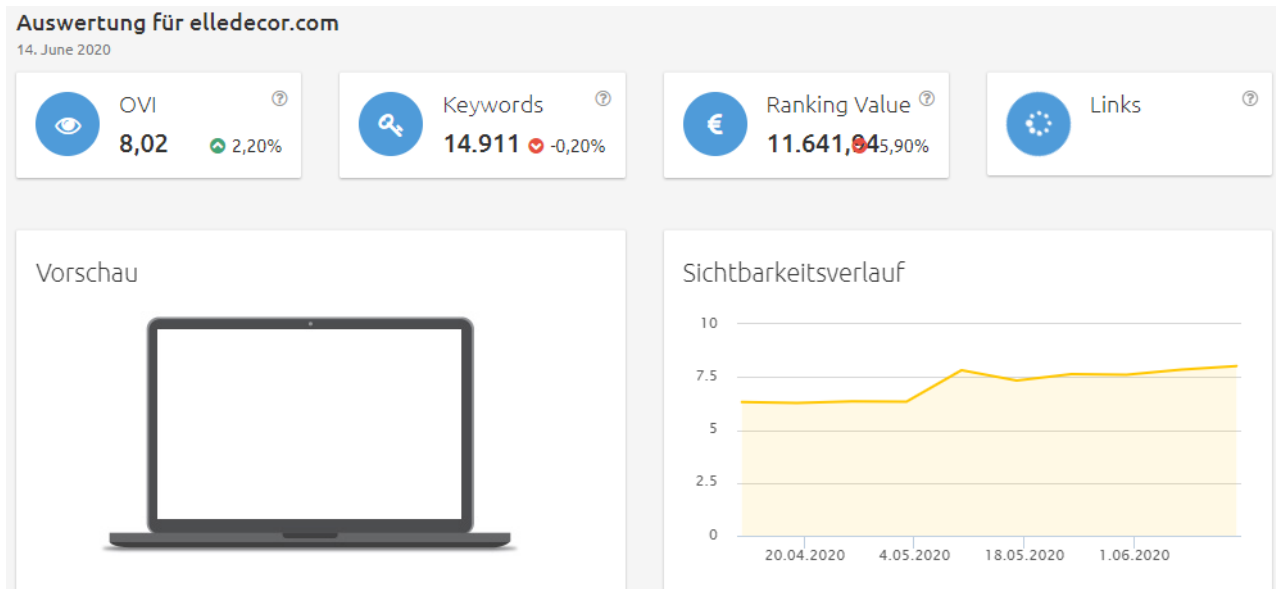 Auswertung für elledecor.com
14. June 2020
OVI
8,02 2,20%
Keywords
14.911 -0,20%
Ranking Value
€
11.641,94 5,90%
Links
Vorschau
Sichtbarkeitsverlauf
10
7.5
5
2.5
0
20.04.2020 4.05.2020 18.05.2020 1.06.2020